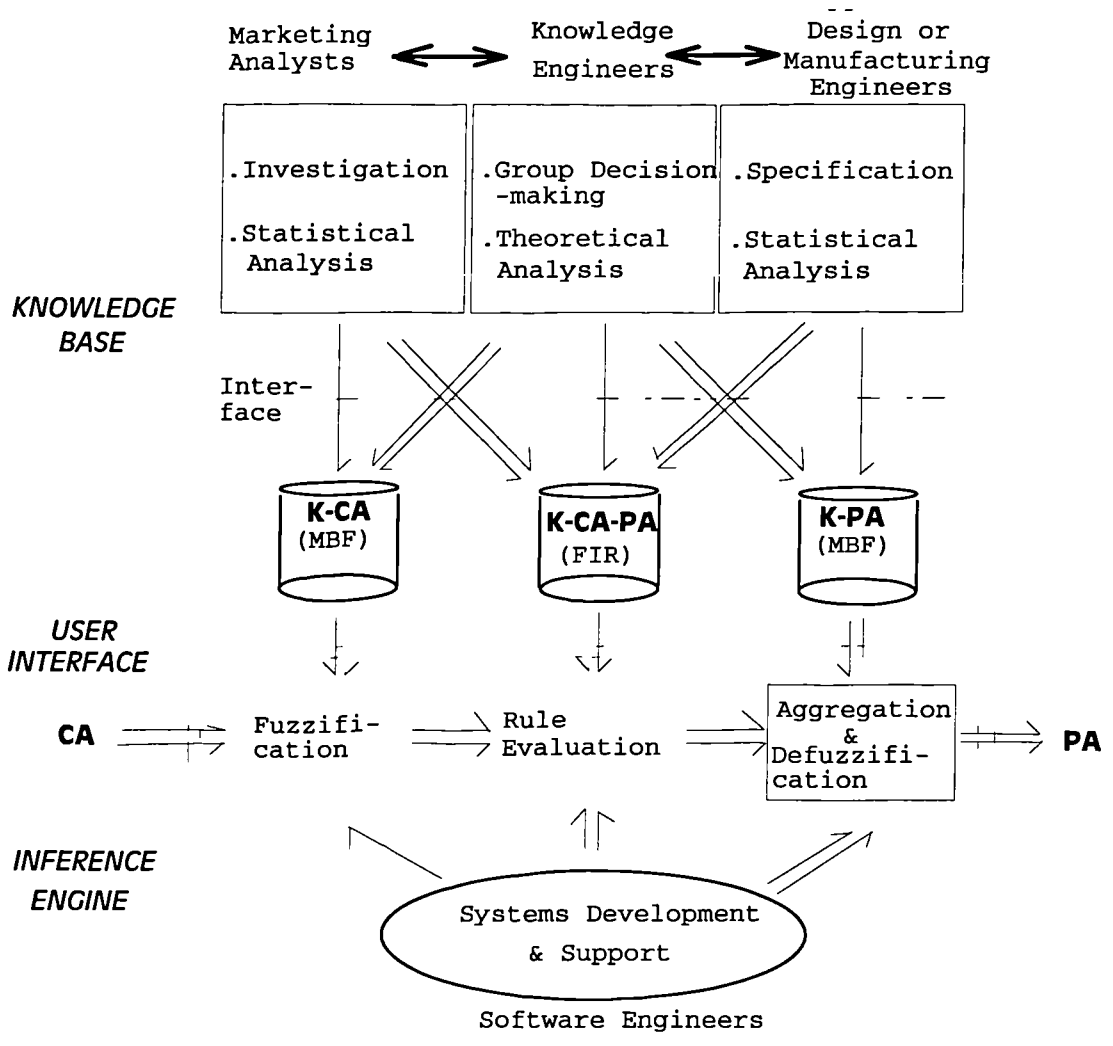 Marketing
Analysts
Knowledge
Engineers
Design or
Manufacturing
Engineers
.Investigation
.Statistical
Analysis
.Group Decision
-making
.Theoretical
Analysis
.Specification
.Statistical
Analysis
KNOWLEDGE
BASE
Inter-
face
K-CA
(MBF)
K-CA-PA
(FIR)
K-PA
(MBF)
USER
INTERFACE
CA
Fuzzifi-
cation
Rule
Evaluation
Aggregation
&
Defuzzifi-
cation
PA
INFERENCE
ENGINE
Systems Development
& Support
Software Engineers